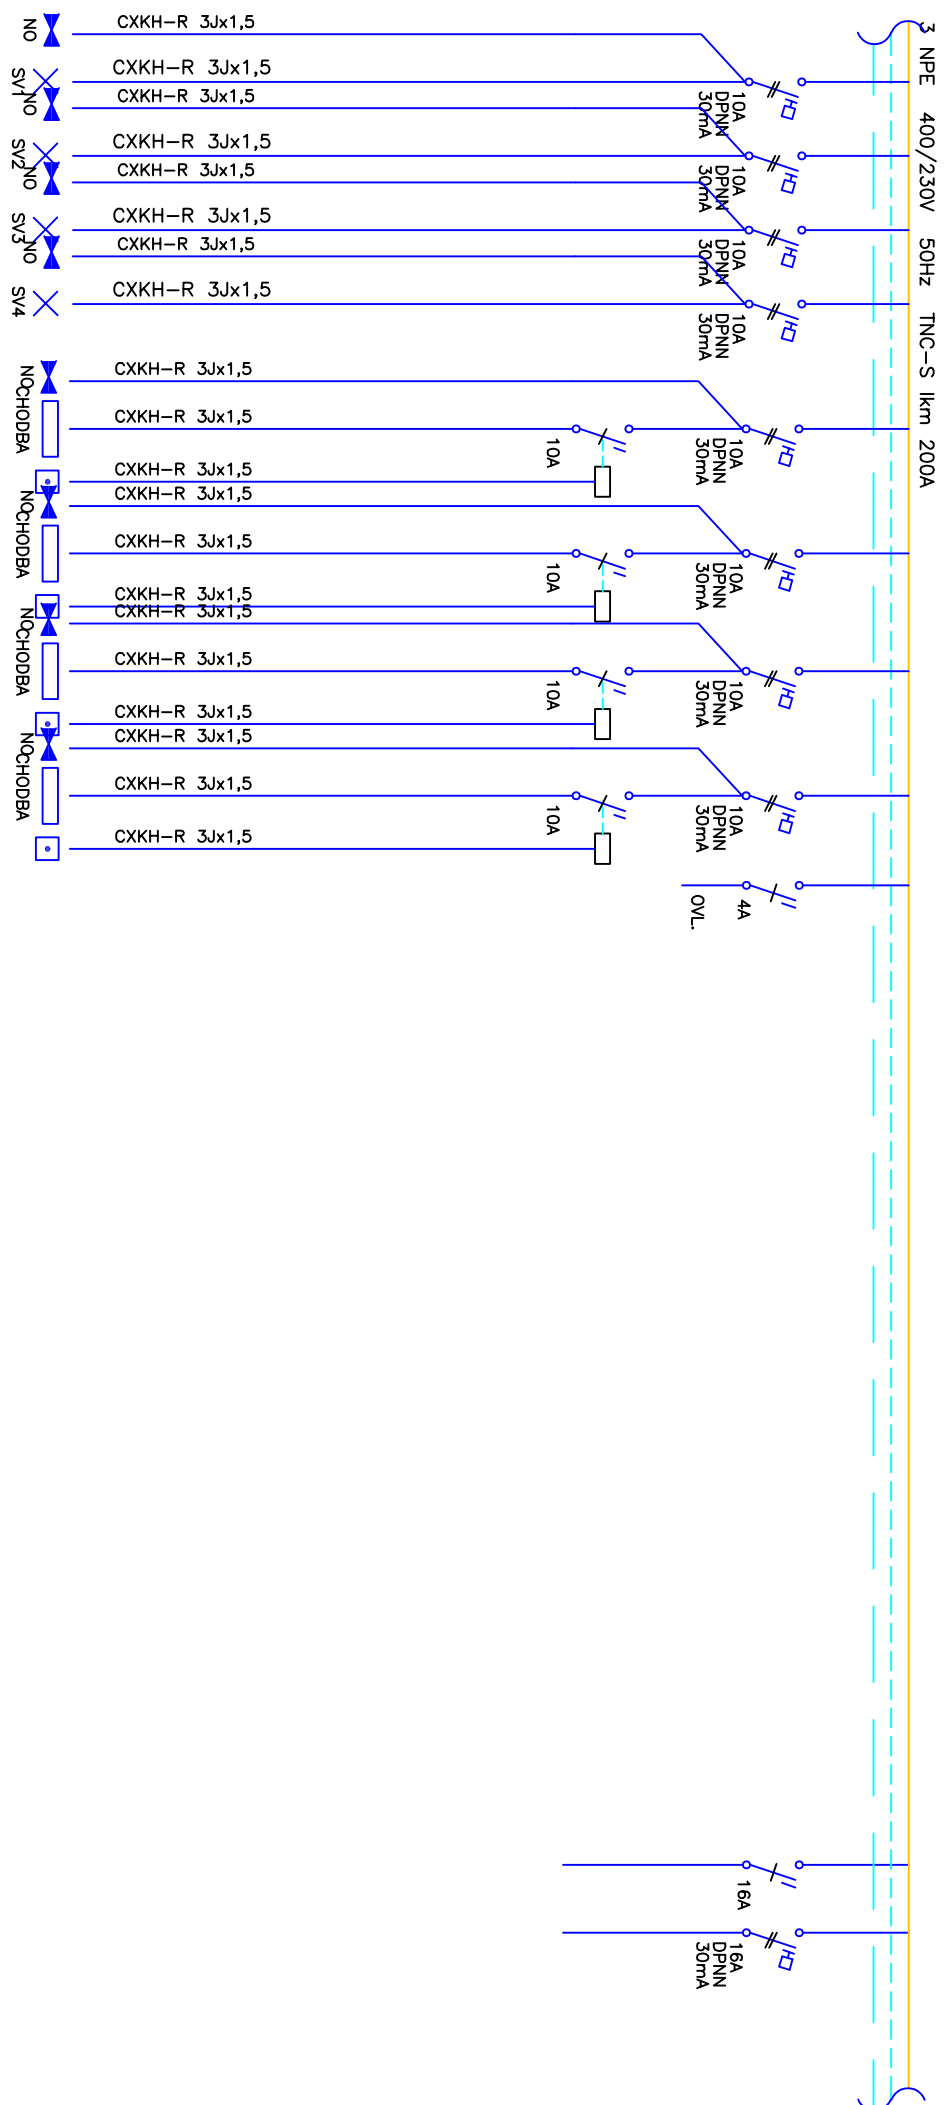 3 NPE 400/230V 50Hz TNC-S Ikm 200A
NO
CXKH-R 3Jx1,5
SV1
CXKH-R 3Jx1,5
10A
DPNN
30mA
NO
CXKH-R 3Jx1,5
SV2
CXKH-R 3Jx1,5
10A
DPNN
30mA
NO
CXKH-R 3Jx1,5
SV3
CXKH-R 3Jx1,5
10A
DPNN
30mA
NO
CXKH-R 3Jx1,5
SV4
CXKH-R 3Jx1,5
10A
DPNN
30mA
NO
CXKH-R 3Jx1,5
CHODBA
CXKH-R 3Jx1,5
10A
10A
DPNN
30mA
CXKH-R 3Jx1,5
NO
CXKH-R 3Jx1,5
CHODBA
CXKH-R 3Jx1,5
10A
10A
DPNN
30mA
CXKH-R 3Jx1,5
NO
CXKH-R 3Jx1,5
CHODBA
CXKH-R 3Jx1,5
10A
10A
DPNN
30mA
CXKH-R 3Jx1,5
NO
CXKH-R 3Jx1,5
CHODBA
CXKH-R 3Jx1,5
10A
10A
DPNN
30mA
CXKH-R 3Jx1,5
OVL.
4A
16A
16A
DPNN
30mA